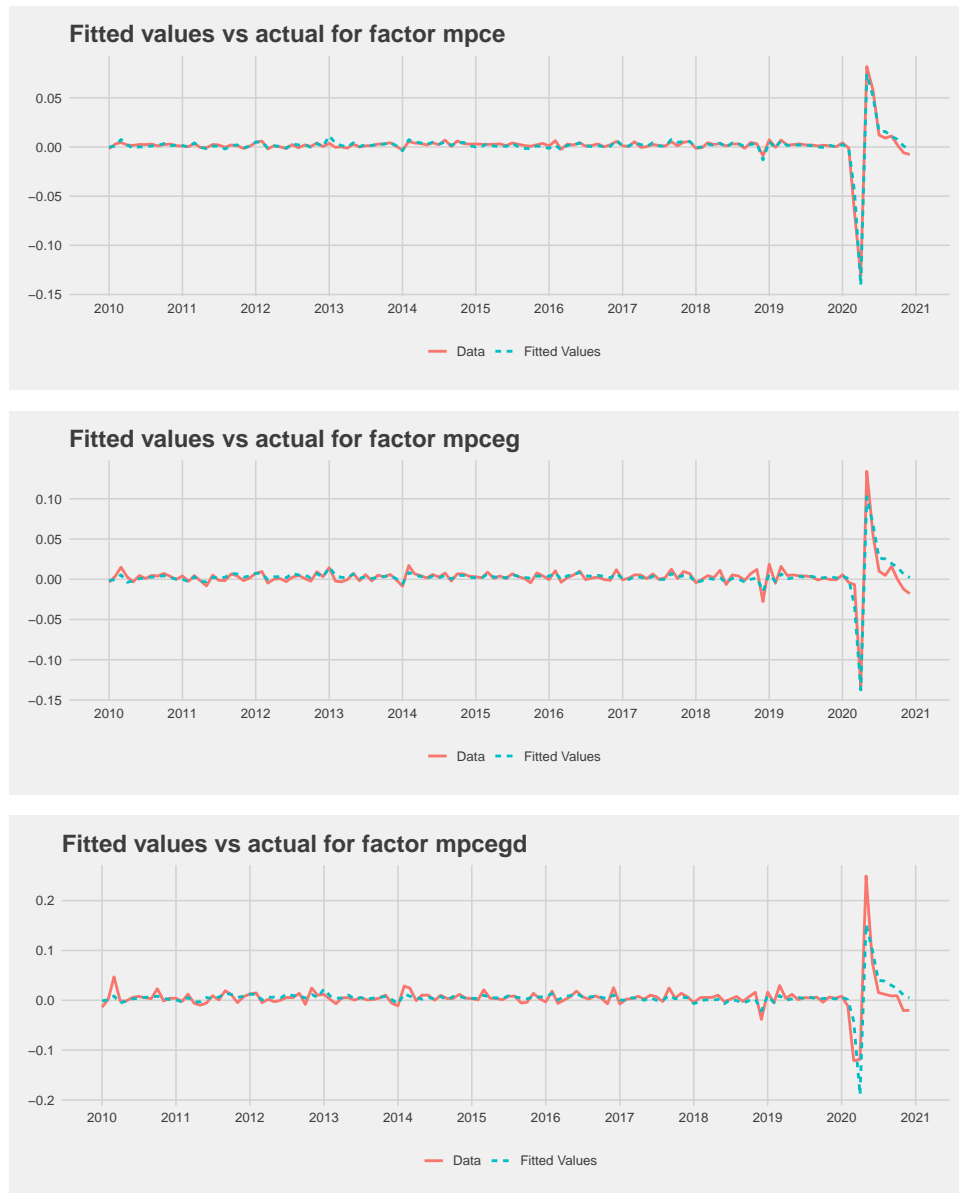 Fitted values vs actual for factor mpce
0.05
0.00
−0.05
−0.10
−0.15
2010 2011 2012 2013 2014 2015 2016 2017 2018 2019 2020 2021
Data Fitted Values
Fitted values vs actual for factor mpceg
0.10
0.05
0.00
−0.05
−0.10
−0.15
2010 2011 2012 2013 2014 2015 2016 2017 2018 2019 2020 2021
Data Fitted Values
Fitted values vs actual for factor mpcegd
0.2
0.1
0.0
−0.1
−0.2
2010 2011 2012 2013 2014 2015 2016 2017 2018 2019 2020 2021
Data Fitted Values